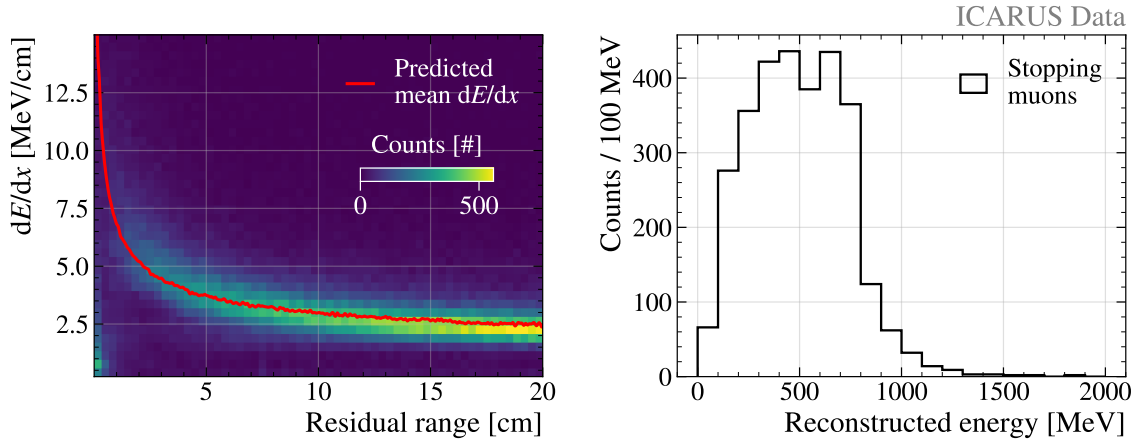 ICARUS Data
dE/dx [MeV/cm]
12.5
10.0
7.5
5.0
2.5
Predicted
mean dE/dx
Counts [#]
0 500
5 10 15 20
Residual range [cm]
Counts / 100 MeV
400
300
200
100
0
Stopping
muons
0 500 1000 1500 2000
Reconstructed energy [MeV]